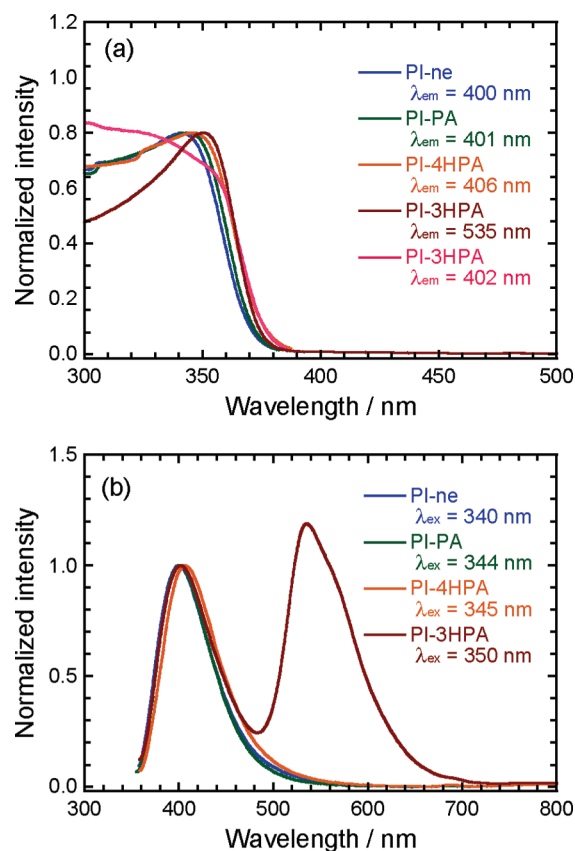 (a)
PI-ne
λem = 400 nm
PI-PA
λem = 401 nm
PI-4HPA
λem = 406 nm
PI-3HPA
λem = 535 nm
PI-3HPA
λem = 402 nm
Normalized intensity
1.2
1.0
0.8
0.6
0.4
0.2
0.0
300 350 400 450 500
Wavelength / nm
(b)
PI-ne
λex = 340 nm
PI-PA
λex = 344 nm
PI-4HPA
λex = 345 nm
PI-3HPA
λex = 350 nm
Normalized intensity
1.5
1.0
0.5
0.0
300 400 500 600 700 800
Wavelength / nm